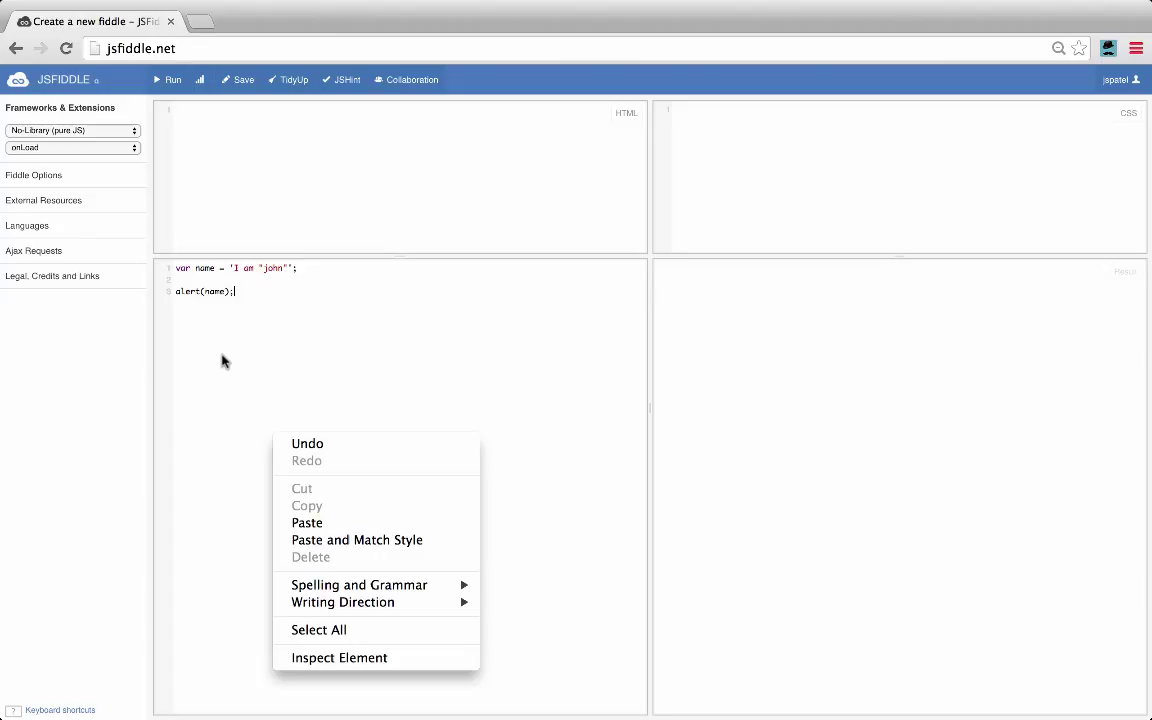 Create a new fiddle – JSFid
jsfiddle.net
JSFIDDLE α
Run
Save
TidyUp
JSHint
Collaboration
jspatel
Frameworks & Extensions
No-Library (pure JS)
onLoad
Fiddle Options
External Resources
Languages
Ajax Requests
Legal, Credits and Links
1
HTML
1
CSS
1 var name = 'I am "john"';
2
3 alert(name);
Result
Undo
Redo
Cut
Copy
Paste
Paste and Match Style
Delete
Spelling and Grammar
Writing Direction
Select All
Inspect Element
? Keyboard shortcuts